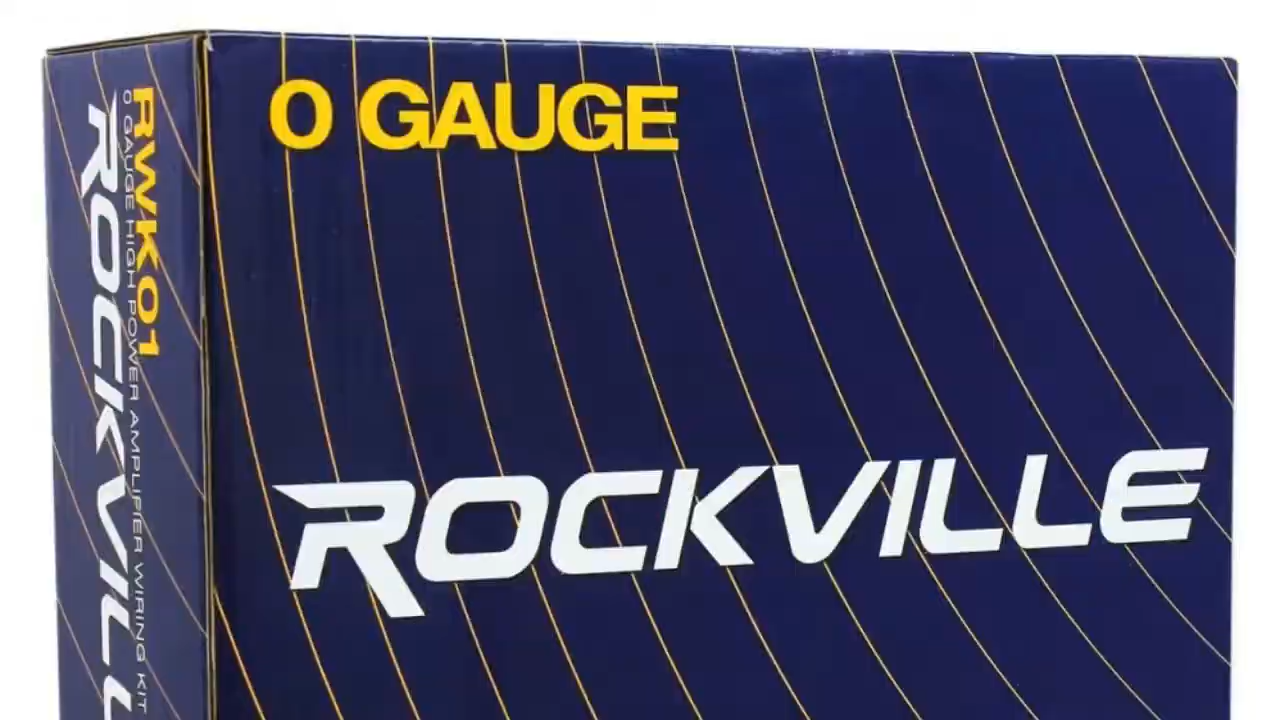 0 GAUGE
ROCKVILLE
RWK01
0 GAUGE HIGH POWER AMPLIFIER WIRING KIT
ROCKVILL